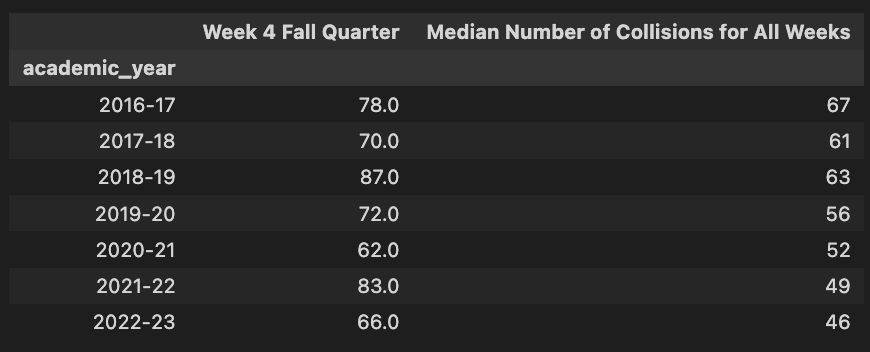 Week 4 Fall Quarter Median Number of Collisions for All Weeks
academic_year
2016-17 78.0 67
2017-18 70.0 61
2018-19 87.0 63
2019-20 72.0 56
2020-21 62.0 52
2021-22 83.0 49
2022-23 66.0 46